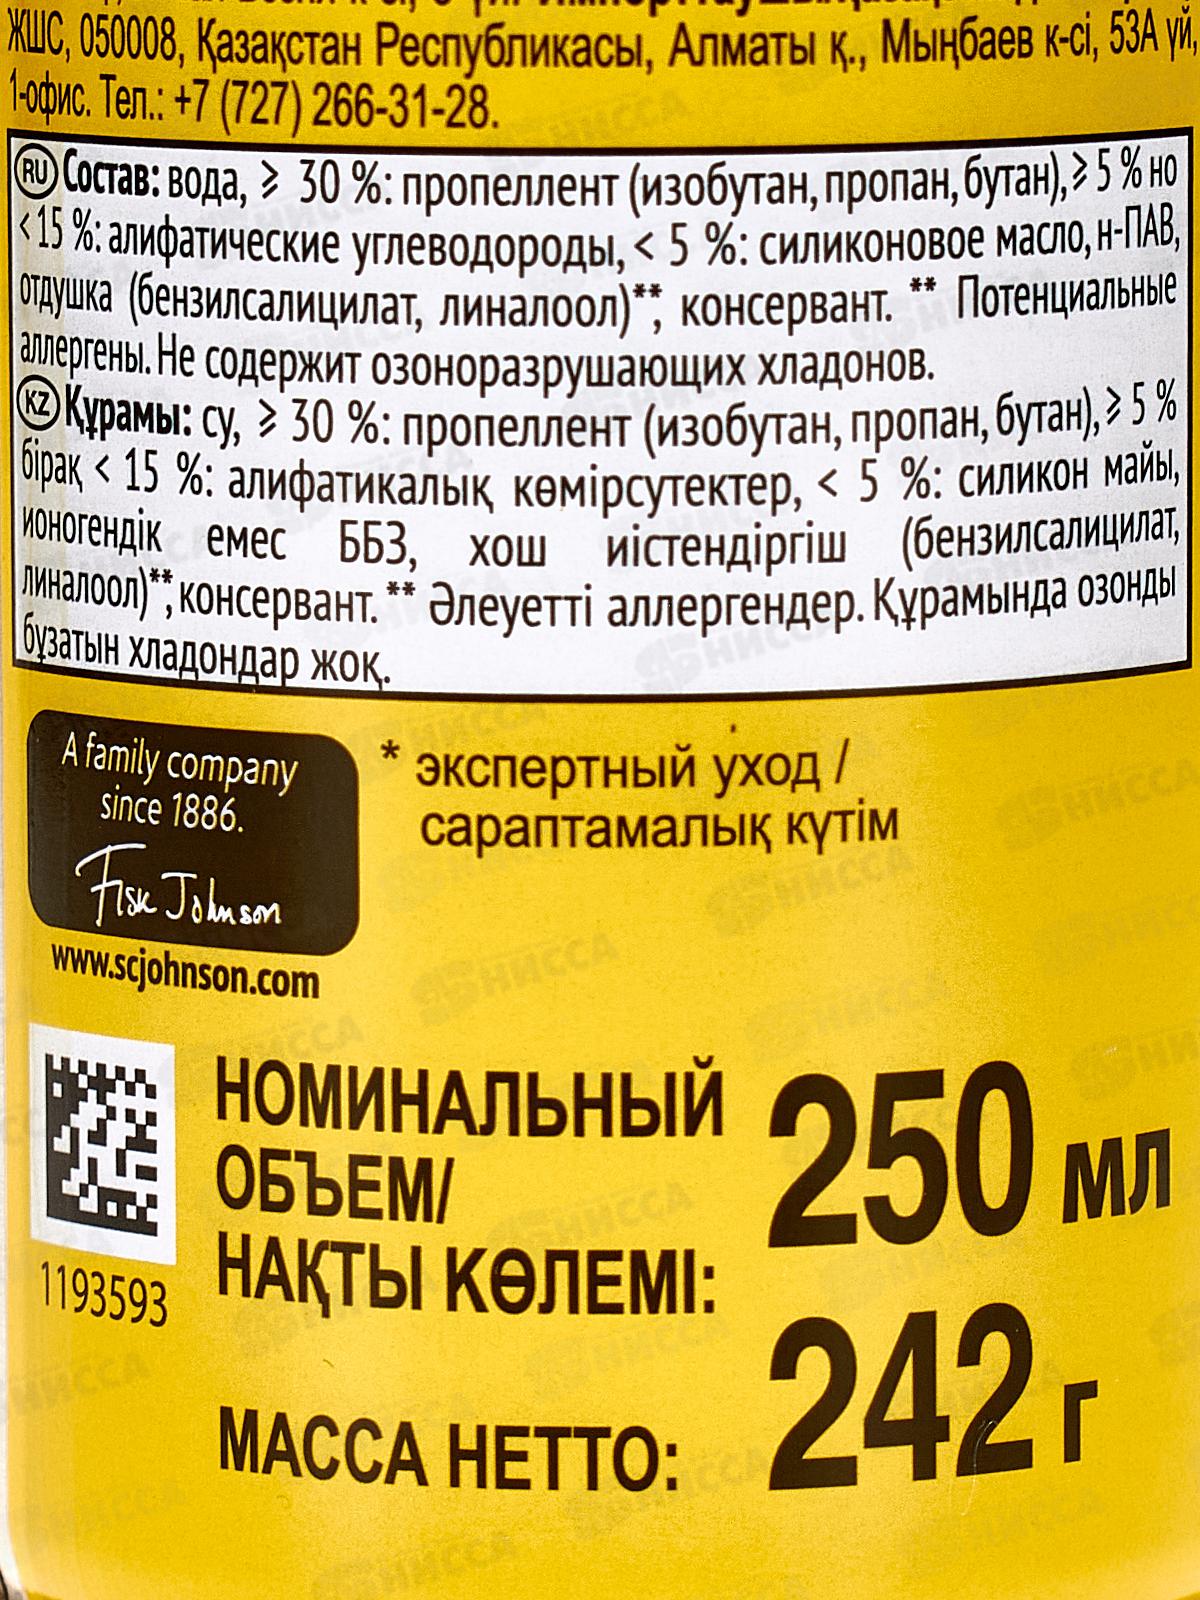 ЖШС, 050008, Қазақстан Республикасы, Алматы қ., Мыңбаев к-сі, 53А үй,
1-офис. Тел.: +7 (727) 266-31-28.
RU Состав: вода, ≥ 30 %: пропеллент (изобутан, пропан, бутан), ≥ 5 % но
< 15 %: алифатические углеводороды, < 5 %: силиконовое масло, н-ПАВ,
отдушка (бензилсалицилат, линалоол)**, консервант. ** Потенциальные
аллергены. Не содержит озоноразрушающих хладонов.
KZ Құрамы: су, ≥ 30 %: пропеллент (изобутан, пропан, бутан), ≥ 5 %
бірақ < 15 %: алифатикалық көмірсутектер, < 5 %: силикон майы,
ионогендік емес ББЗ, хош иістендіргіш (бензилсалицилат,
линалоол)**, консервант. ** Әлеуетті аллергендер. Құрамында озонды
бұзатын хладондар жоқ.
A family company
since 1886.
Fisk Johnson
www.scjohnson.com
* экспертный уход /
сараптамалық күтім
НОМИНАЛЬНЫЙ
ОБЪЕМ/
НАҚТЫ КӨЛЕМІ: 250 мл
1193593
МАССА НЕТТО: 242 г